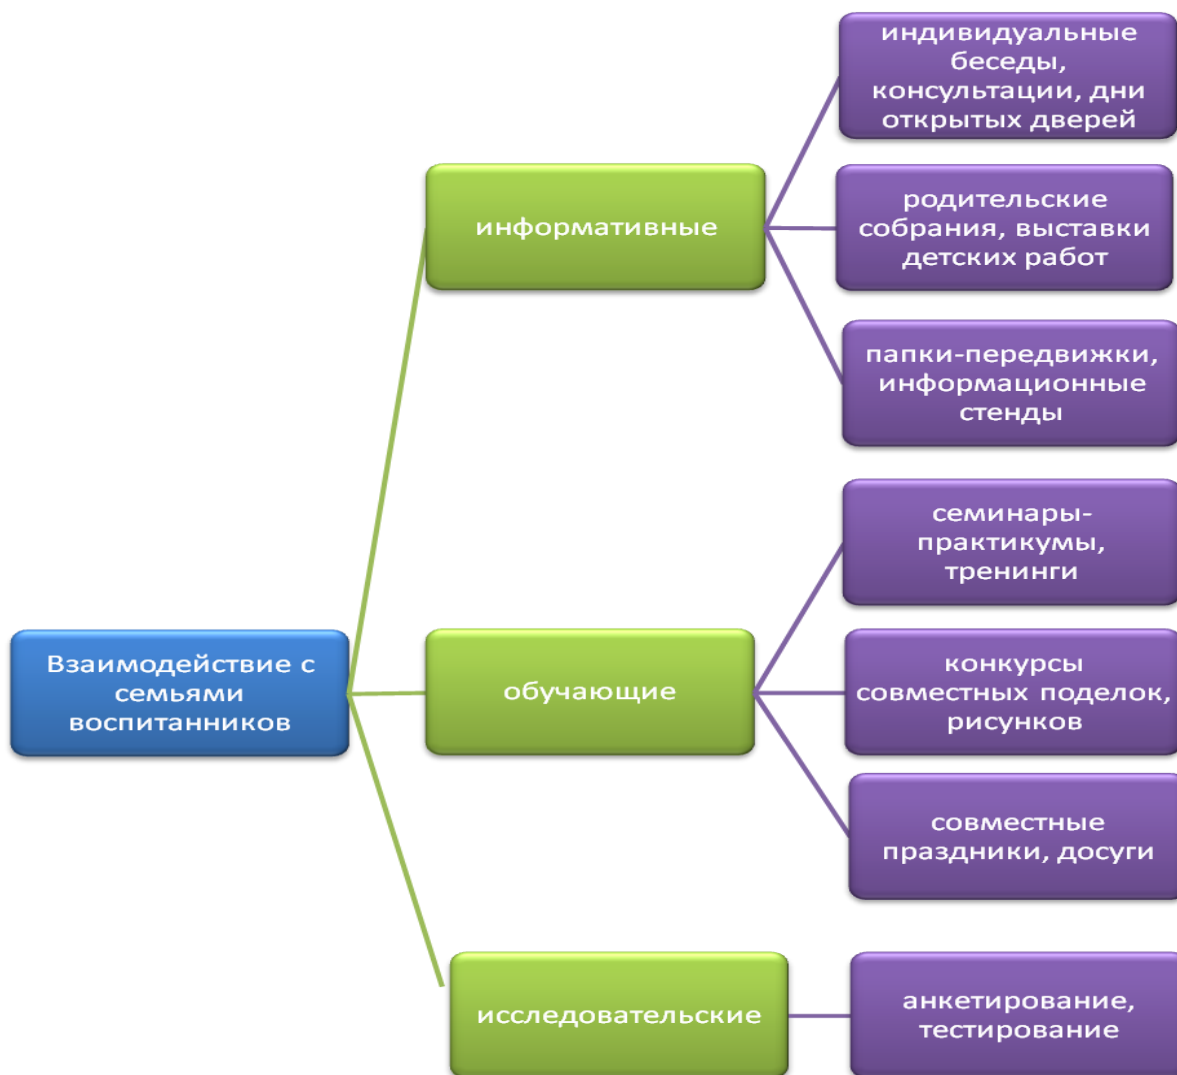 индивидуальные
беседы,
консультации, дни
открытых дверей
информативные
родительские
собрания, выставки
детских работ
папки-передвижки,
информационные
стенды
семинары-
практикумы,
тренинги
Взаимодействие с
семьями
воспитанников
обучающие
конкурсы
совместных поделок,
рисунков
совместные
праздники, досуги
исследовательские
анкетирование,
тестирование